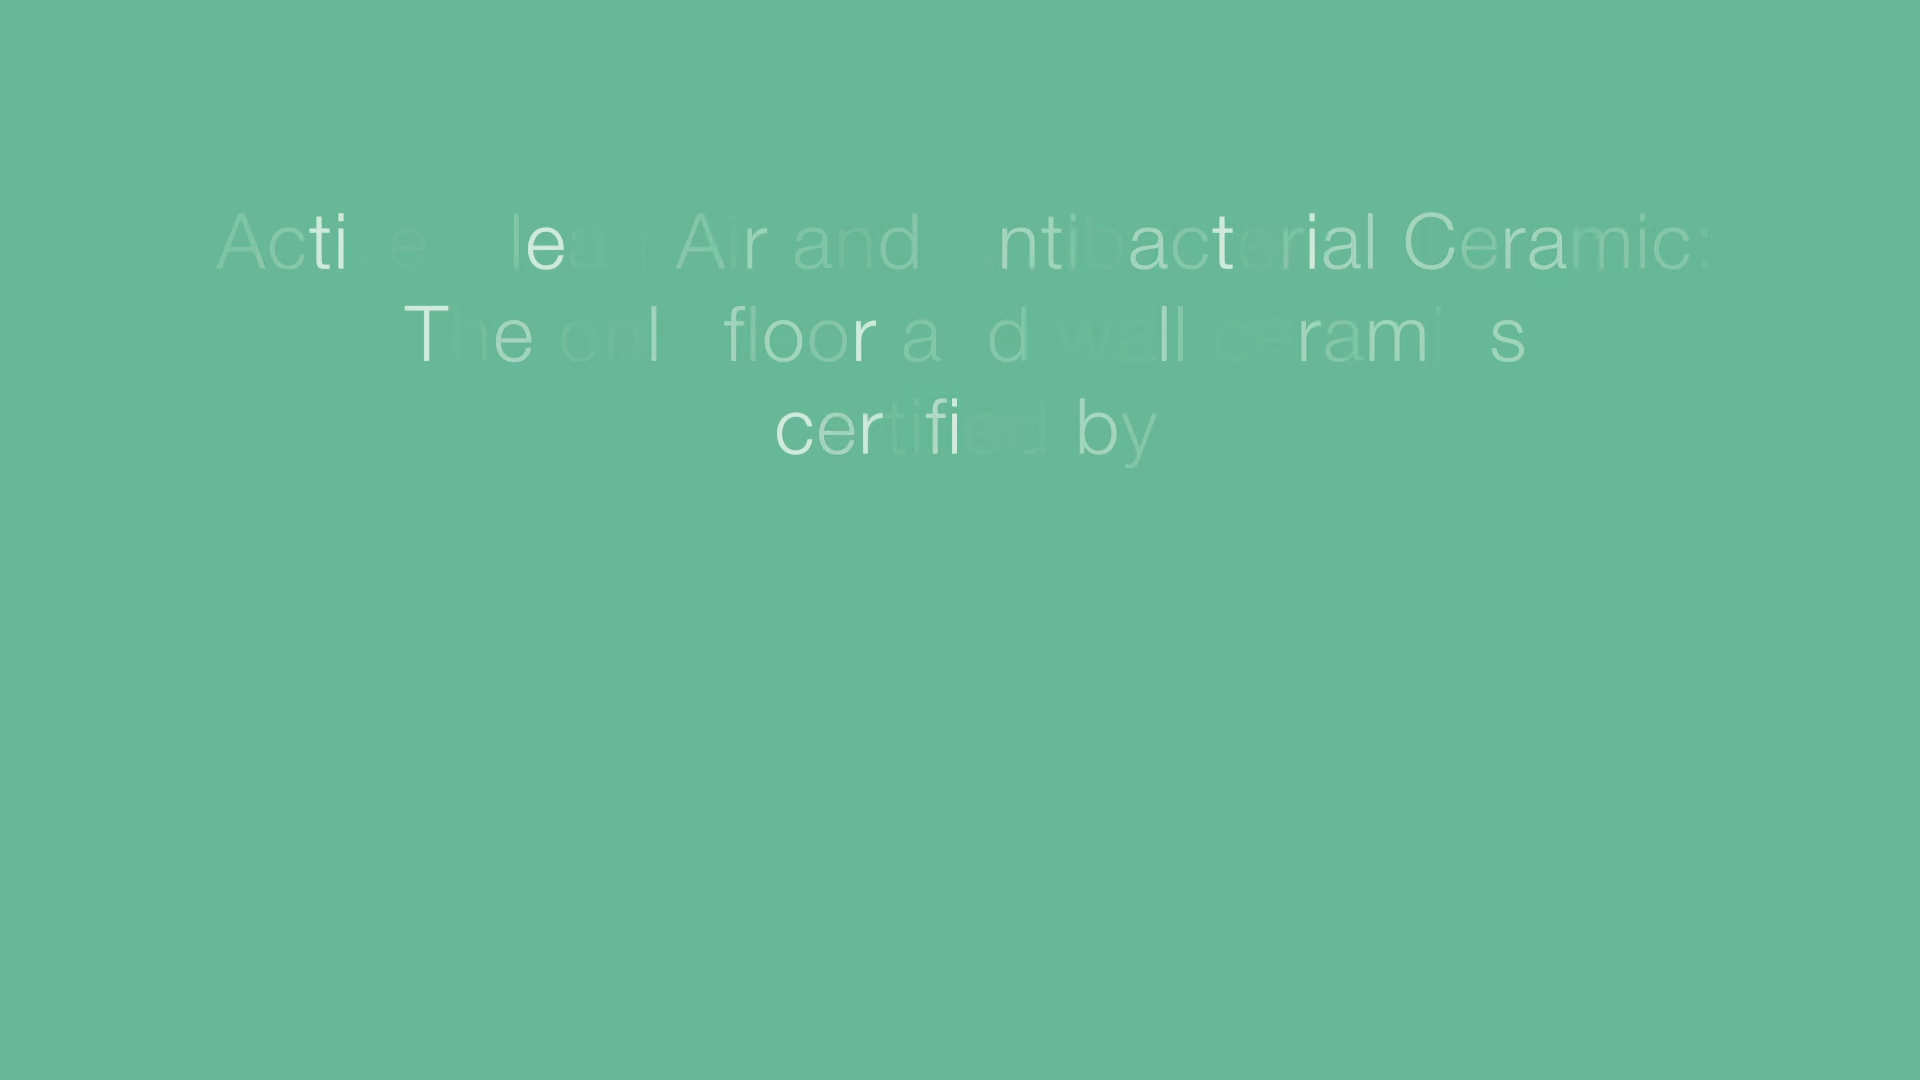 Active Clean Air and Antibacterial Ceramic:
The only floor and wall ceramics
certified by